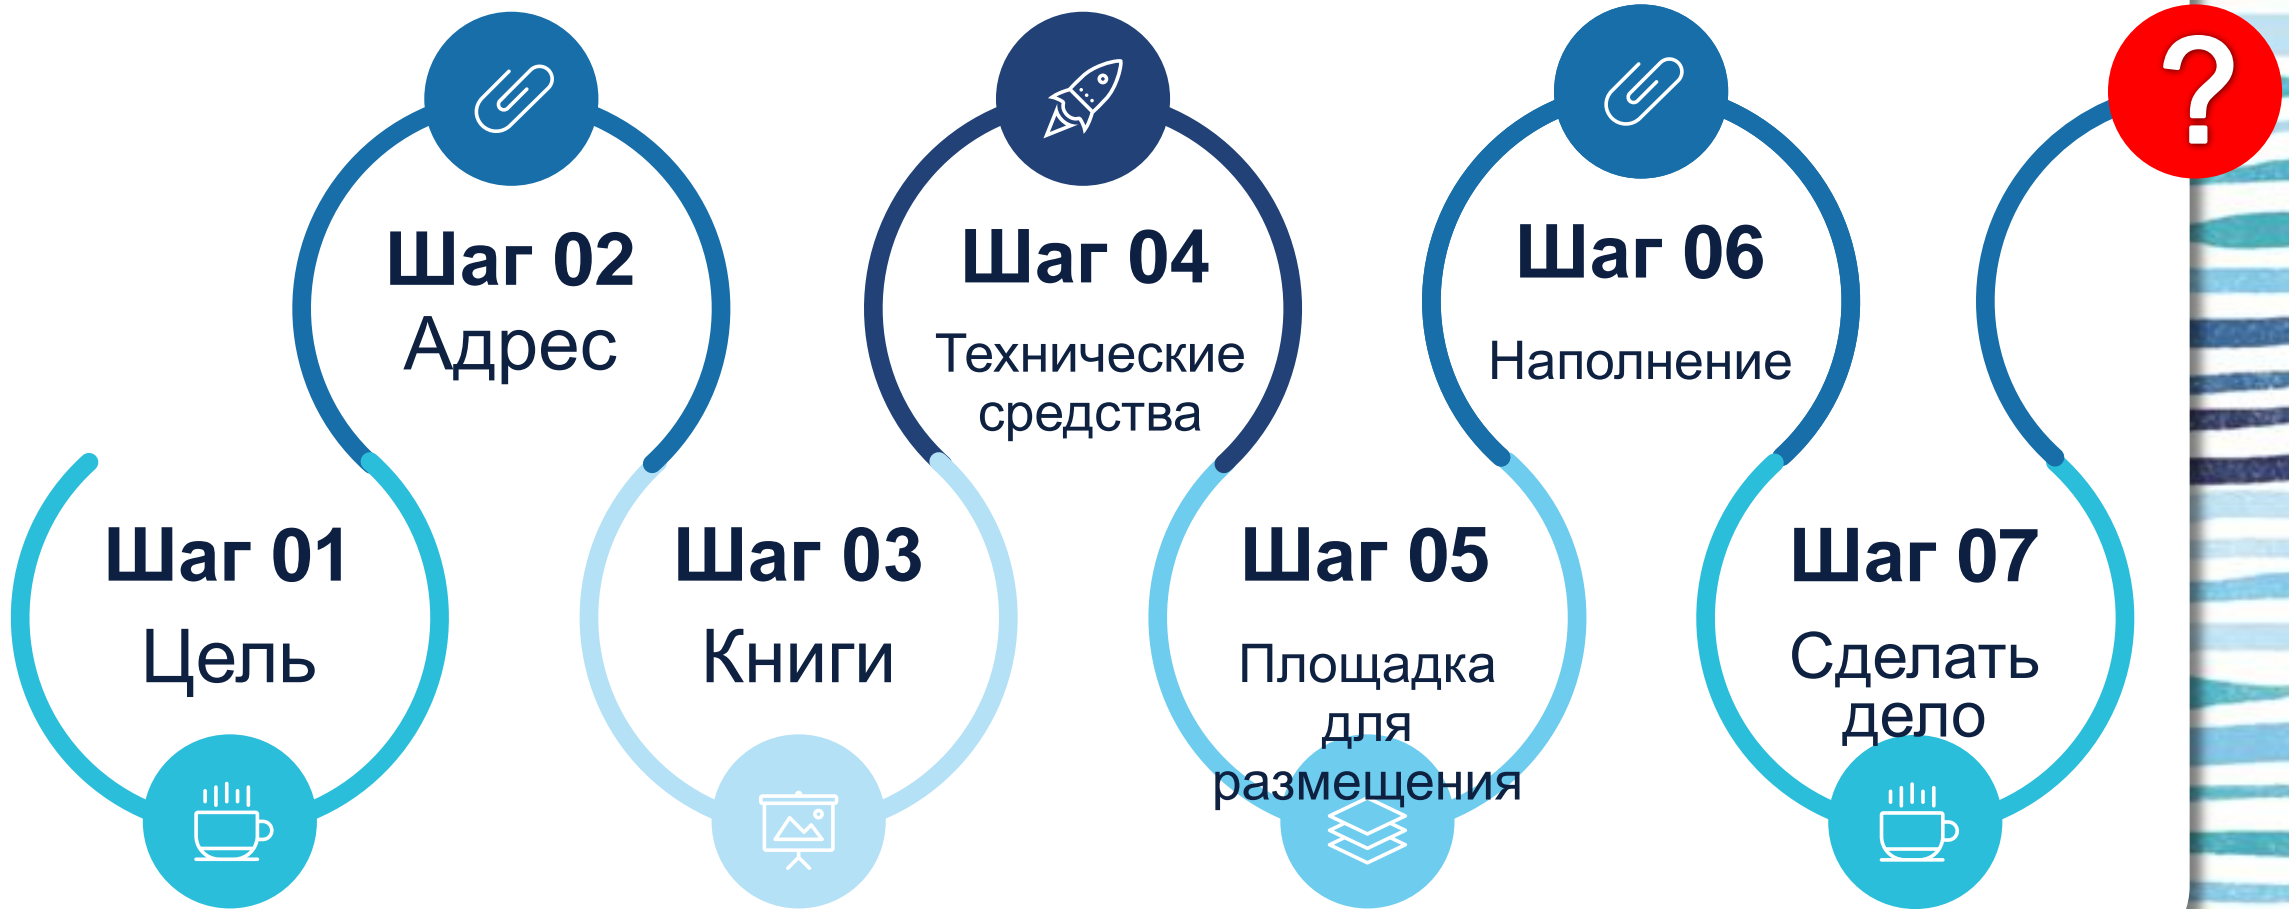 Шаг 01
Цель
Шаг 02
Адрес
Шаг 03
Книги
Шаг 04
Технические
средства
Шаг 05
Площадка
для
размещения
Шаг 06
Наполнение
Шаг 07
Сделать
дело
?